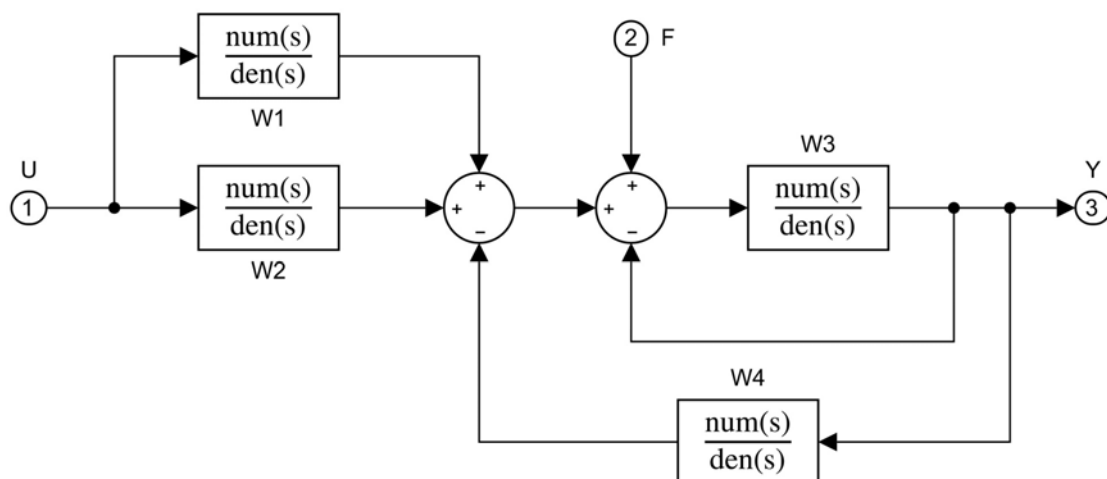 num(s)
den(s)
W1
2
F
U
1
num(s)
den(s)
W2
+
+
−
+
+
−
W3
num(s)
den(s)
Y
3
W4
num(s)
den(s)